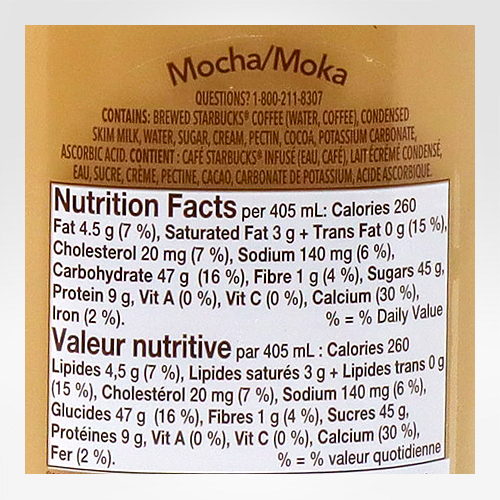 Mocha/Moka
QUESTIONS? 1-800-211-8307
CONTAINS: BREWED STARBUCKS® COFFEE (WATER, COFFEE), CONDENSED
SKIM MILK, WATER, SUGAR, CREAM, PECTIN, COCOA, POTASSIUM CARBONATE,
ASCORBIC ACID. CONTIENT : CAFÉ STARBUCKS® INFUSÉ (EAU, CAFÉ), LAIT ÉCRÉMÉ CONDENSÉ,
EAU, SUCRE, CRÈME, PECTINE, CACAO, CARBONATE DE POTASSIUM, ACIDE ASCORBIQUE.
Nutrition Facts per 405 mL: Calories 260
Fat 4.5 g (7 %), Saturated Fat 3 g + Trans Fat 0 g (15 %),
Cholesterol 20 mg (7 %), Sodium 140 mg (6 %),
Carbohydrate 47 g (16 %), Fibre 1 g (4 %), Sugars 45 g,
Protein 9 g, Vit A (0 %), Vit C (0 %), Calcium (30 %),
Iron (2 %). % = % Daily Value
Valeur nutritive par 405 mL : Calories 260
Lipides 4,5 g (7 %), Lipides saturés 3 g + Lipides trans 0 g
(15 %), Cholestérol 20 mg (7 %), Sodium 140 mg (6 %),
Glucides 47 g (16 %), Fibres 1 g (4 %), Sucres 45 g,
Protéines 9 g, Vit A (0 %), Vit C (0 %), Calcium (30 %),
Fer (2 %). % = % valeur quotidienne